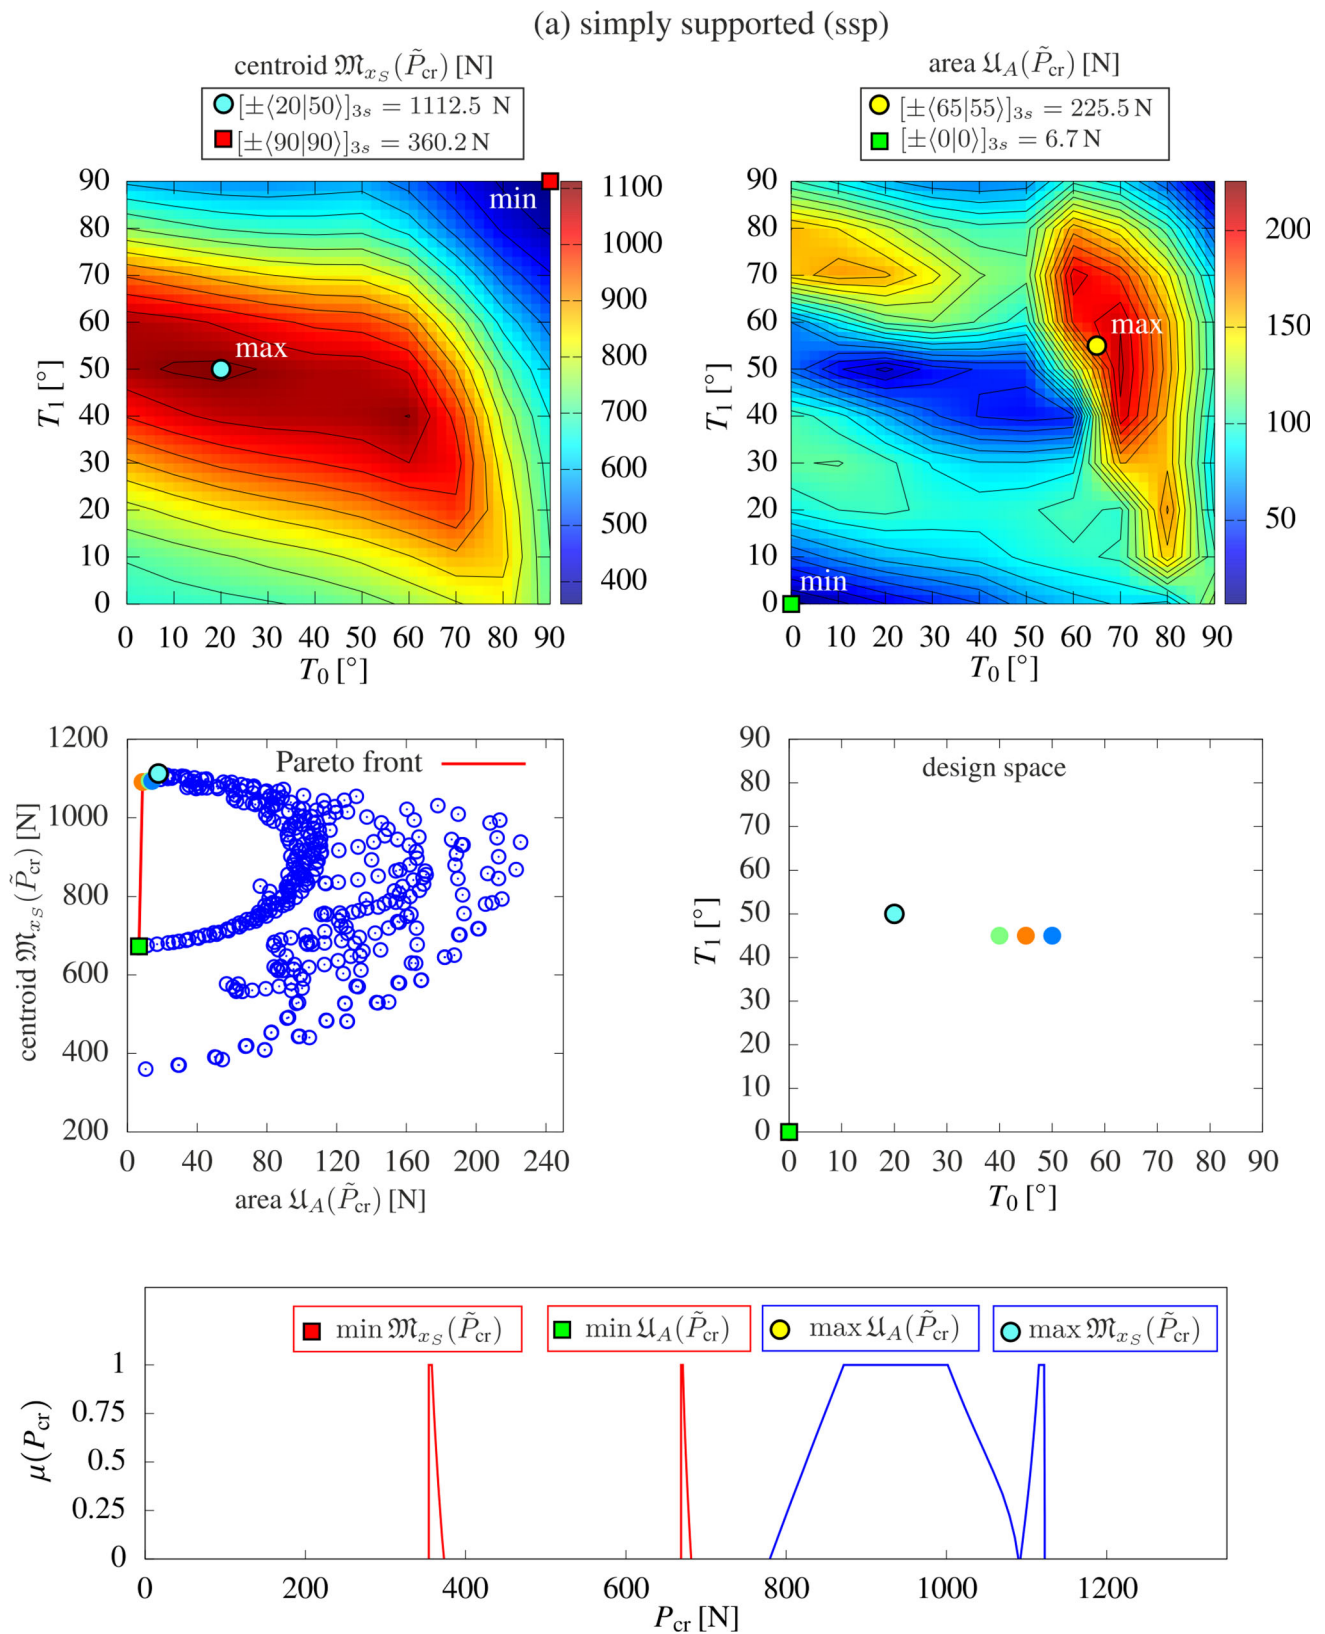 (a) simply supported (ssp)
centroid 𝔐_{x_S}(P̃_cr) [N]
[±⟨20|50⟩]_{3s} = 1112.5 N
[±⟨90|90⟩]_{3s} = 360.2 N
area 𝔘_A(P̃_cr) [N]
[±⟨65|55⟩]_{3s} = 225.5 N
[±⟨0|0⟩]_{3s} = 6.7 N
90
80
70
60
50
40
30
20
10
0
T_1 [°]
min
max
0 10 20 30 40 50 60 70 80 90
T_0 [°]
1100
1000
900
800
700
600
500
400
90
80
70
60
50
40
30
20
10
0
T_1 [°]
max
min
0 10 20 30 40 50 60 70 80 90
T_0 [°]
200
150
100
50
1200
1000
800
600
400
200
centroid 𝔐_{x_S}(P̃_cr) [N]
Pareto front
0 40 80 120 160 200 240
area 𝔘_A(P̃_cr) [N]
90
80
70
60
50
40
30
20
10
0
T_1 [°]
design space
0 10 20 30 40 50 60 70 80 90
T_0 [°]
min 𝔐_{x_S}(P̃_cr)
min 𝔘_A(P̃_cr)
max 𝔘_A(P̃_cr)
max 𝔐_{x_S}(P̃_cr)
1
0.75
0.5
0.25
0
μ(P_cr)
0 200 400 600 800 1000 1200
P_cr [N]